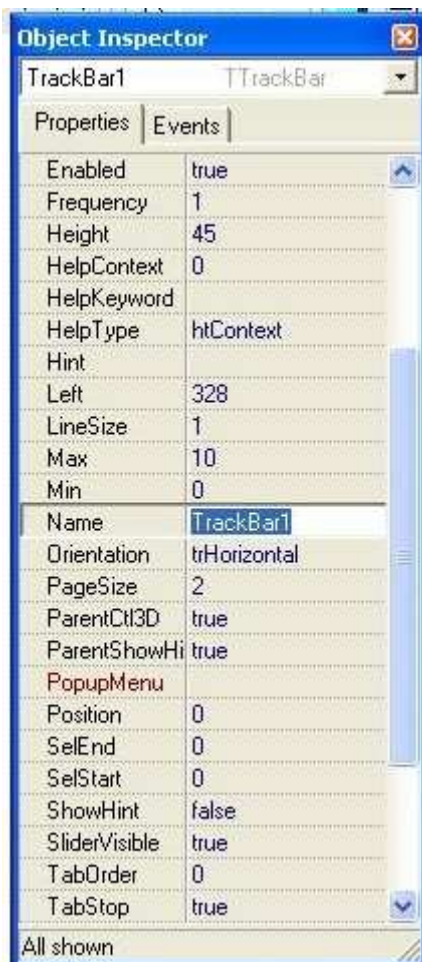 Object Inspector
TrackBar1 TTrackBar
Properties Events
Enabled true
Frequency 1
Height 45
HelpContext 0
HelpKeyword
HelpType htContext
Hint
Left 328
LineSize 1
Max 10
Min 0
Name TrackBar1
Orientation trHorizontal
PageSize 2
ParentCtl3D true
ParentShowHi true
PopupMenu
Position 0
SelEnd 0
SelStart 0
ShowHint false
SliderVisible true
TabOrder 0
TabStop true
All shown